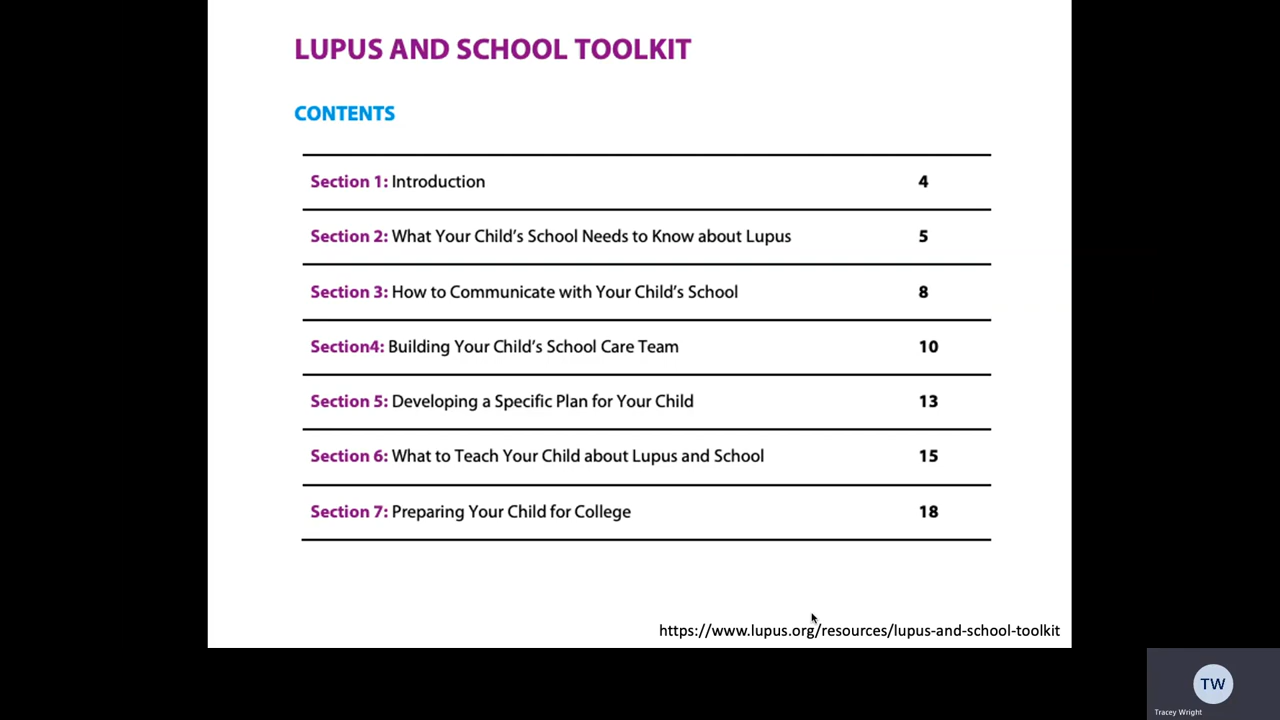 LUPUS AND SCHOOL TOOLKIT
CONTENTS
Section 1: Introduction 4
Section 2: What Your Child's School Needs to Know about Lupus 5
Section 3: How to Communicate with Your Child's School 8
Section4: Building Your Child's School Care Team 10
Section 5: Developing a Specific Plan for Your Child 13
Section 6: What to Teach Your Child about Lupus and School 15
Section 7: Preparing Your Child for College 18
https://www.lupus.org/resources/lupus-and-school-toolkit
TW
Tracey Wright